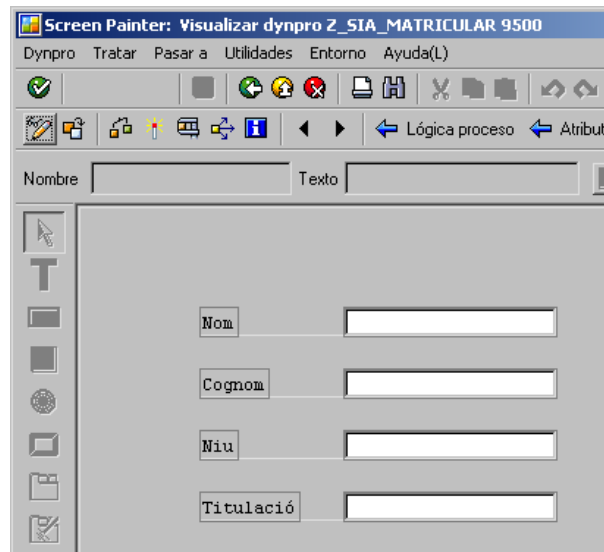 Screen Painter: Visualizar dynpro Z_SIA_MATRICULAR 9500
Dynpro Tratar Pasar a Utilidades Entorno Ayuda(L)
Lógica proceso Atribut
Nombre Texto
Nom
Cognom
Niu
Titulació